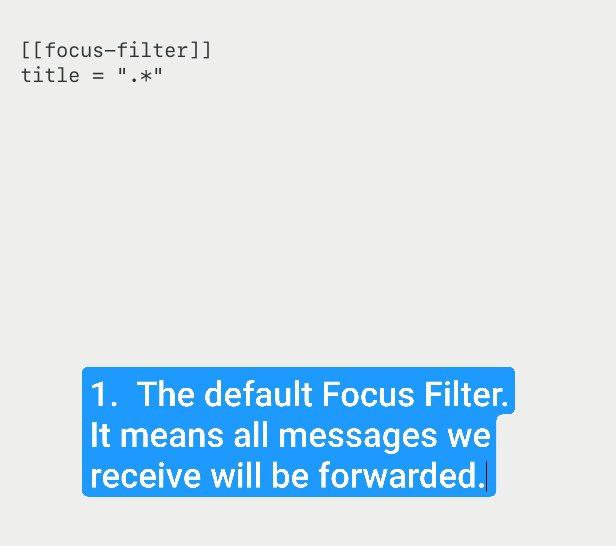 [[focus-filter]]
title = ".*"
1. The default Focus Filter.
It means all messages we
receive will be forwarded.